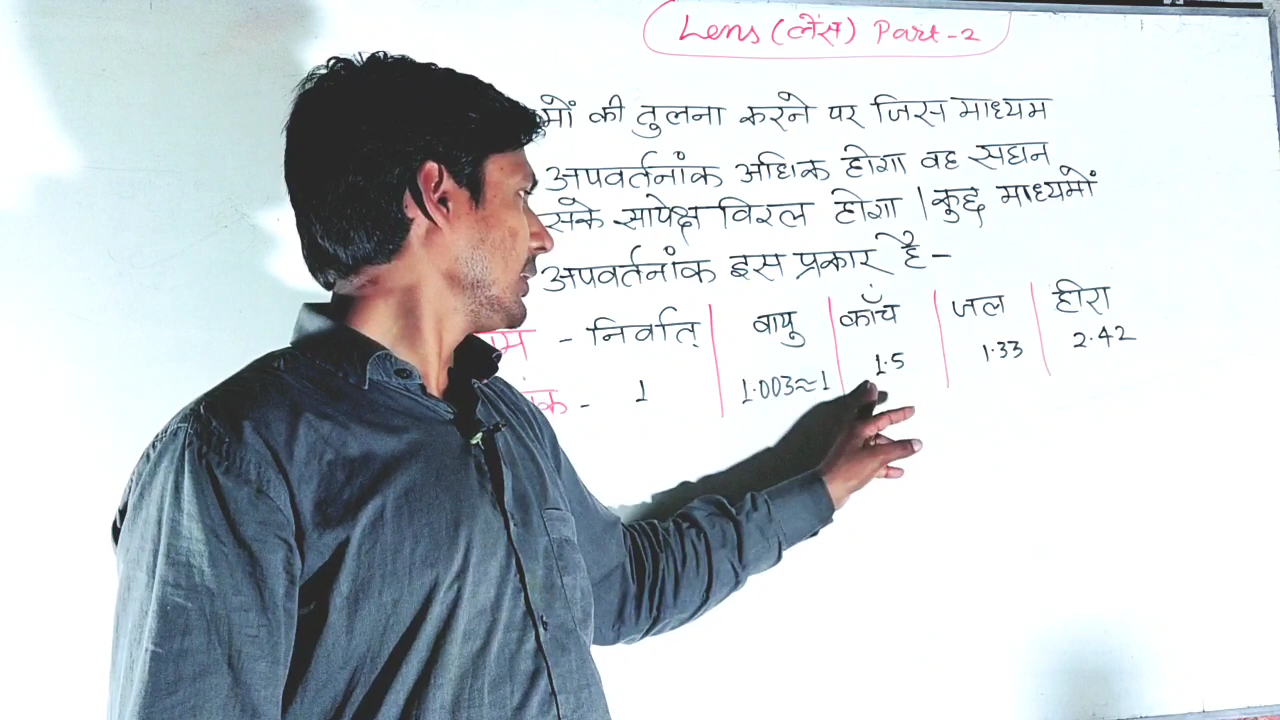 Lens (लेंस) Part-2
मों की तुलना करने पर जिस माध्यम
अपवर्तनांक अधिक होगा वह सघन
सके सापेक्ष विरल होगा | कुछ माध्यमों
अपवर्तनांक इस प्रकार है -
- निर्वात् वायु काँच जल हीरा
- 1 1.003≈1 1.5 1.33 2.42